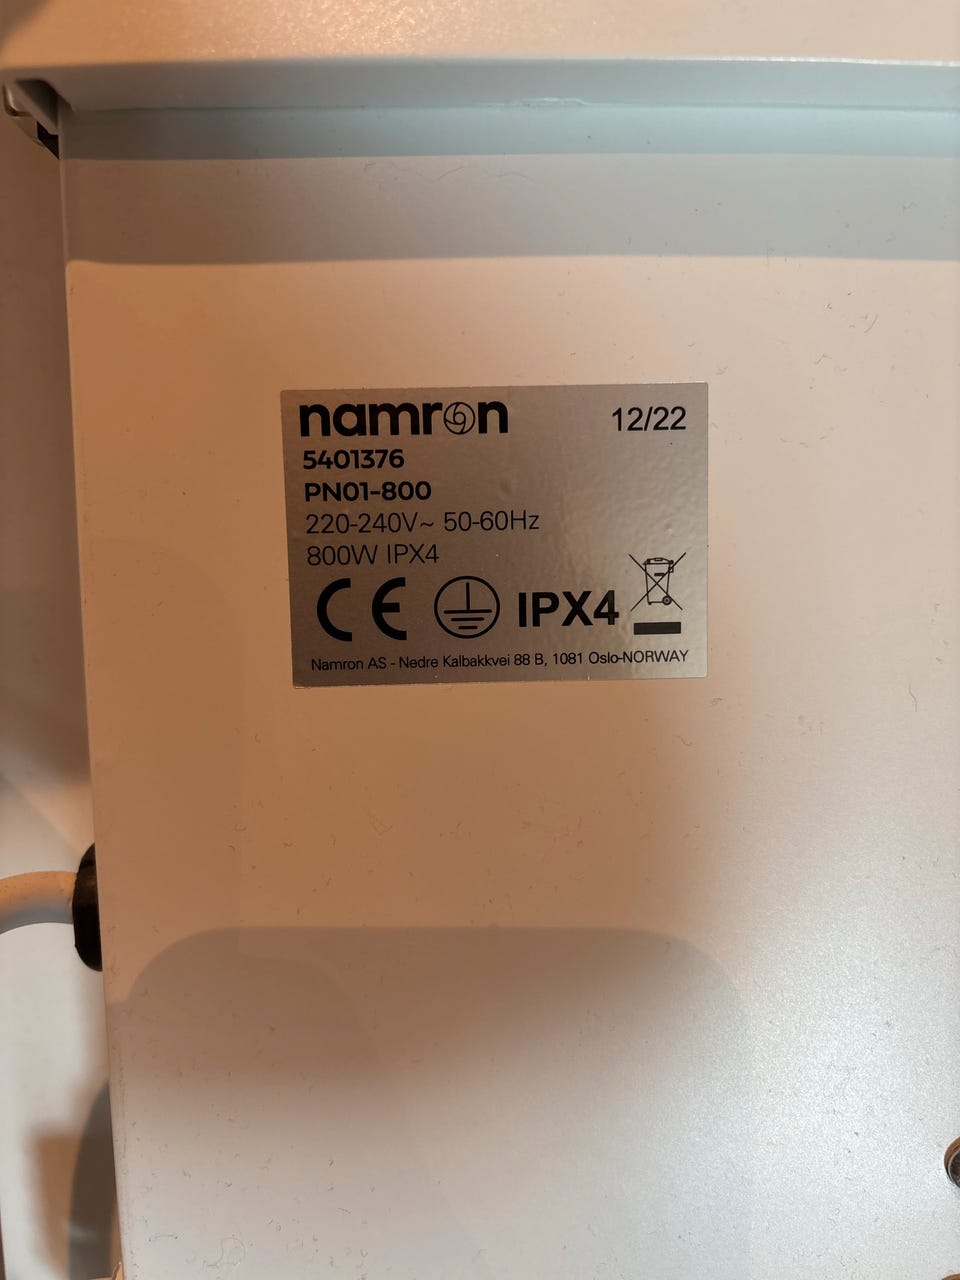 namron 12/22
5401376
PN01-800
220-240V~ 50-60Hz
800W IPX4
CE IPX4
Namron AS - Nedre Kalbakkvei 88 B, 1081 Oslo-NORWAY